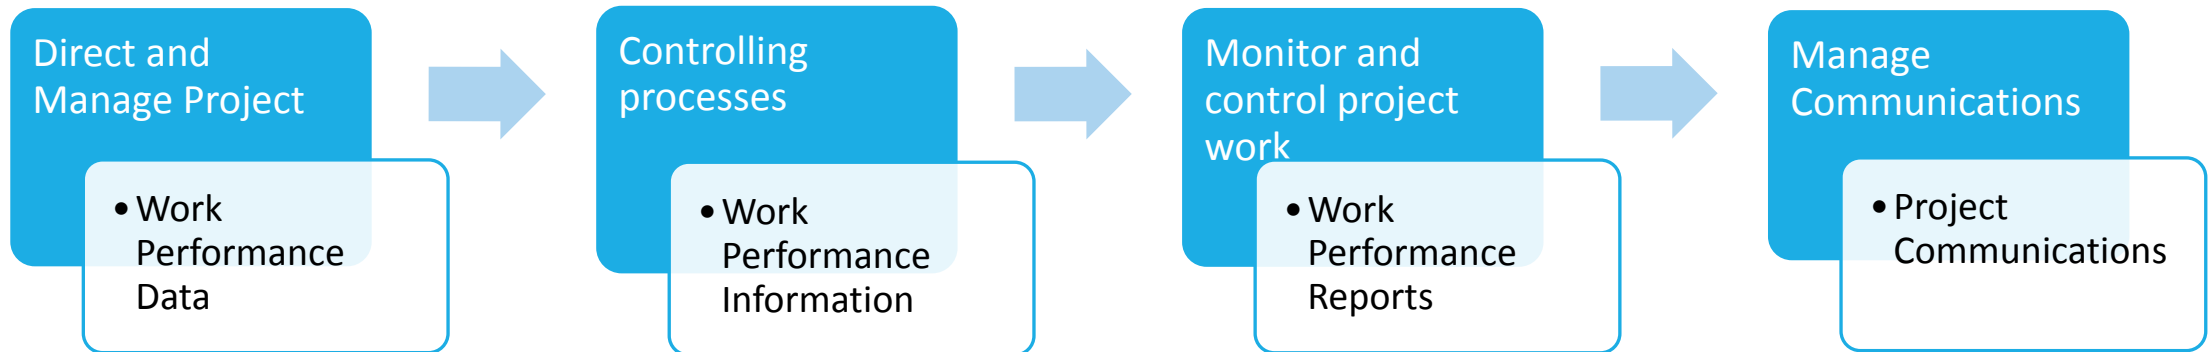 Direct and
Manage Project
• Work
Performance
Data
Controlling
processes
• Work
Performance
Information
Monitor and
control project
work
• Work
Performance
Reports
Manage
Communications
• Project
Communications